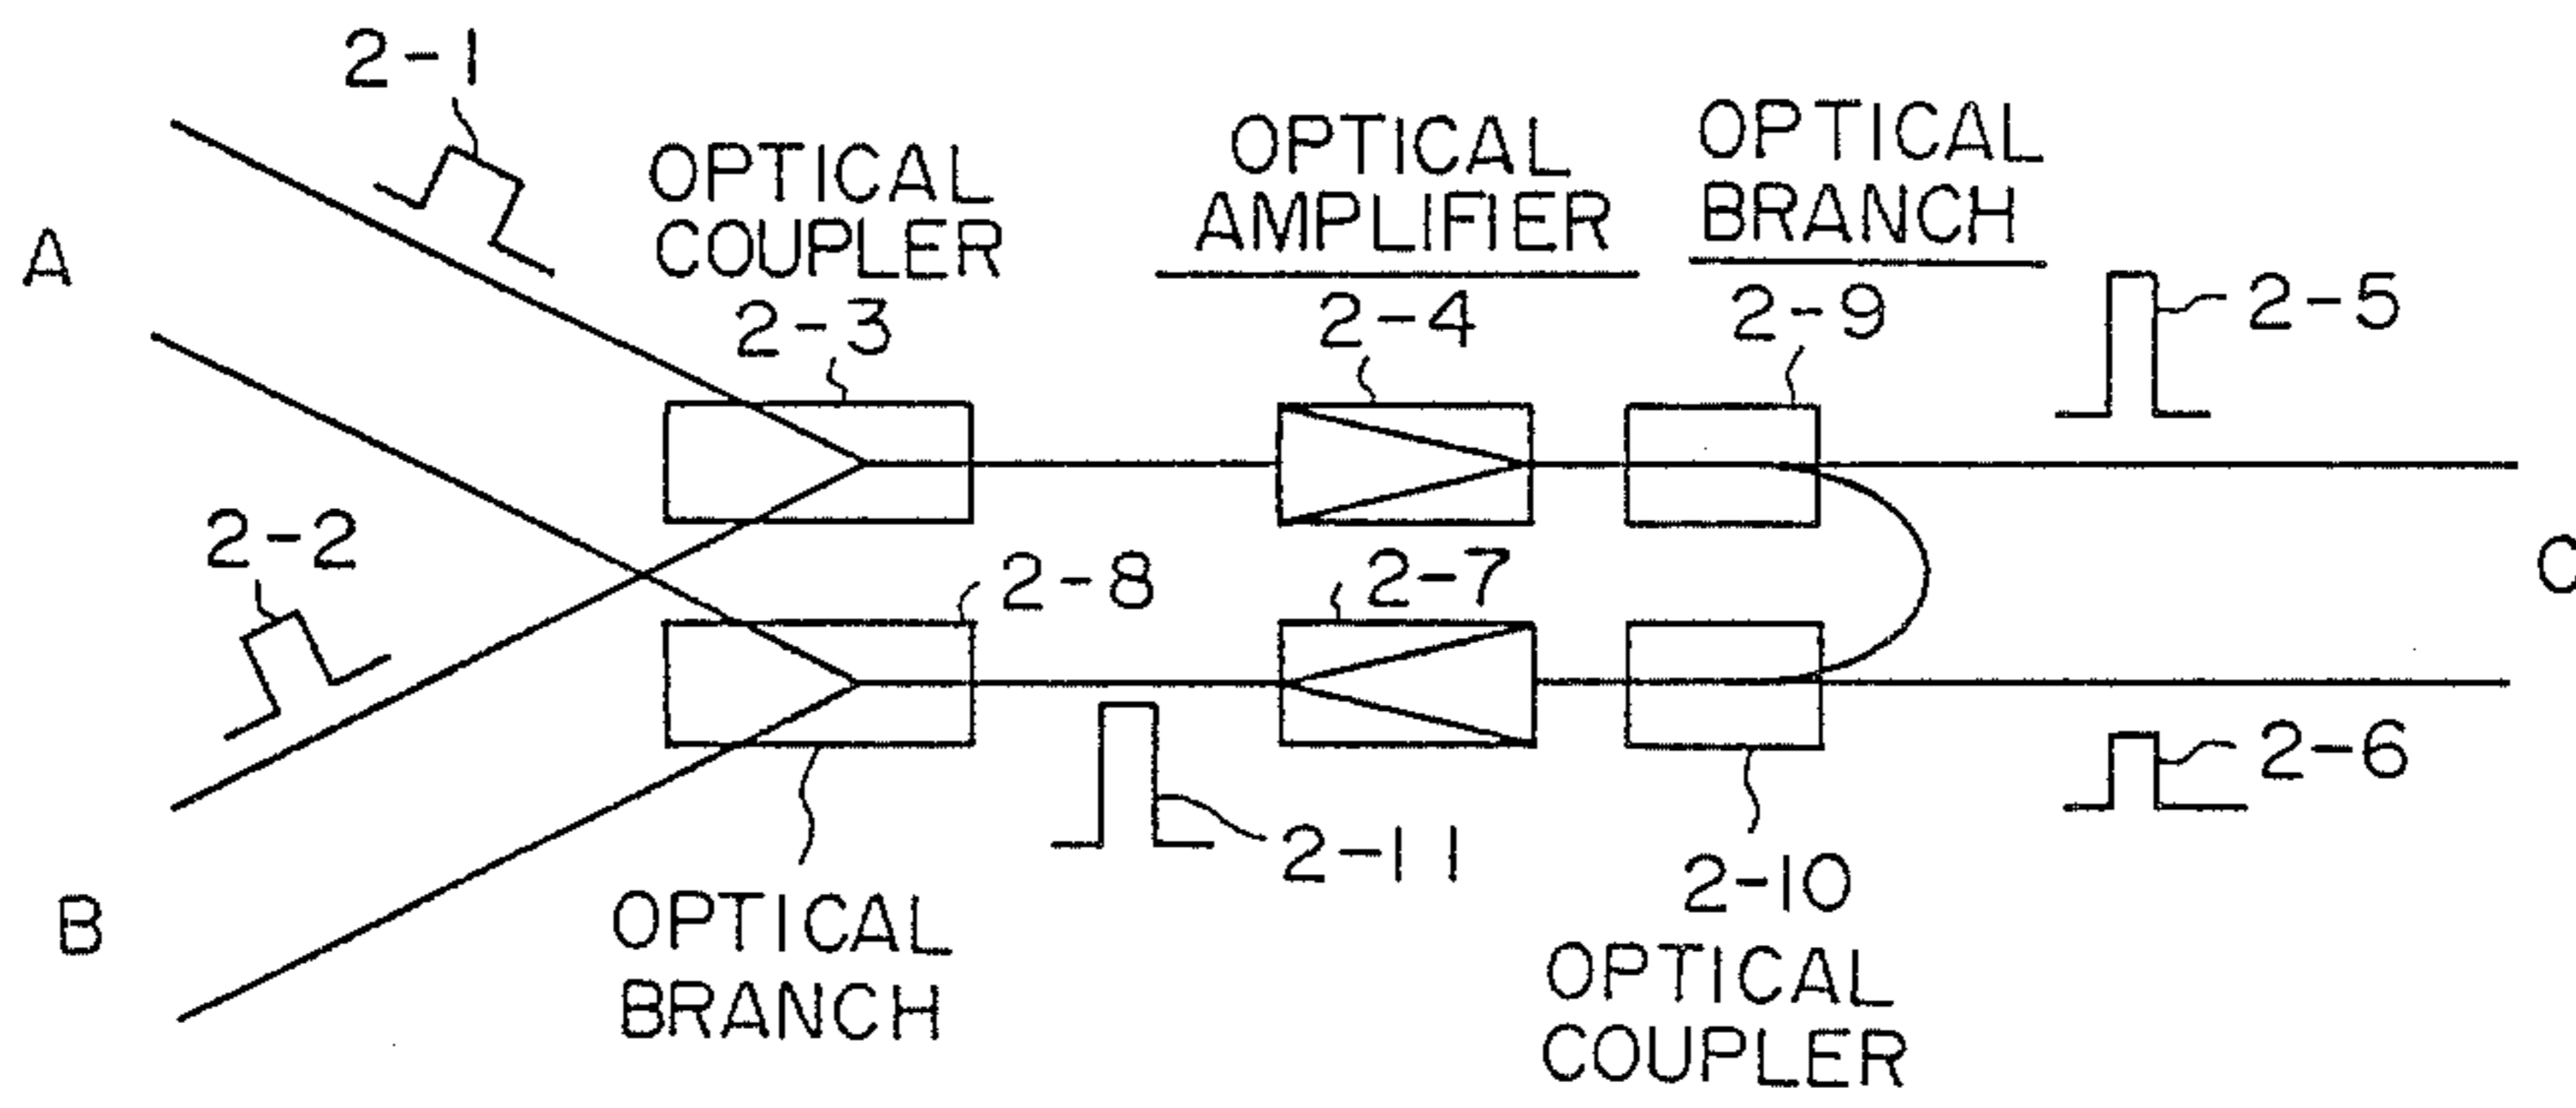 2-1
A
OPTICAL
COUPLER
2-3
OPTICAL
AMPLIFIER
2-4
OPTICAL
BRANCH
2-9
2-5
2-2
2-8
2-7
C
2-11
2-6
B
OPTICAL
BRANCH
2-10
OPTICAL
COUPLER